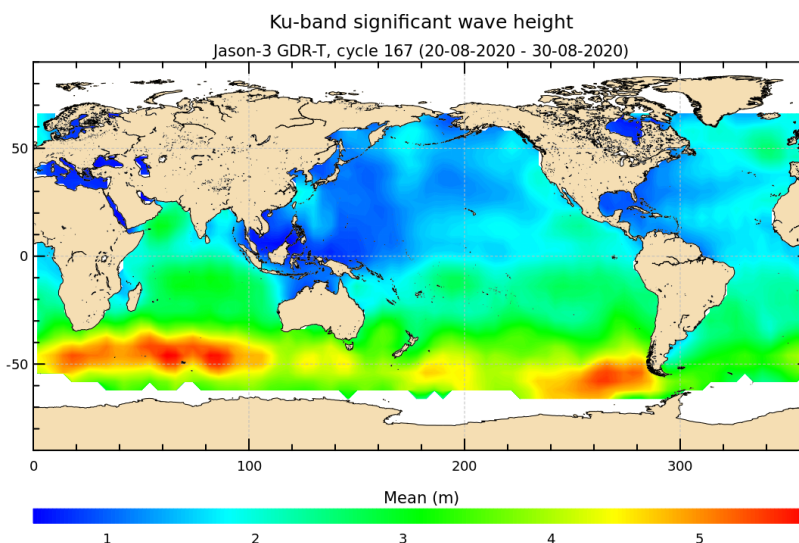 Ku-band significant wave height
Jason-3 GDR-T, cycle 167 (20-08-2020 - 30-08-2020)
50
0
-50
0 100 200 300
Mean (m)
1 2 3 4 5